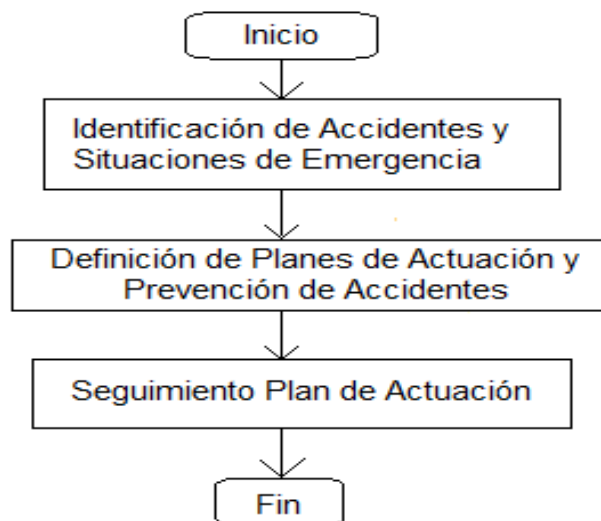 Inicio
Identificación de Accidentes y
Situaciones de Emergencia
Definición de Planes de Actuación y
Prevención de Accidentes
Seguimiento Plan de Actuación
Fin